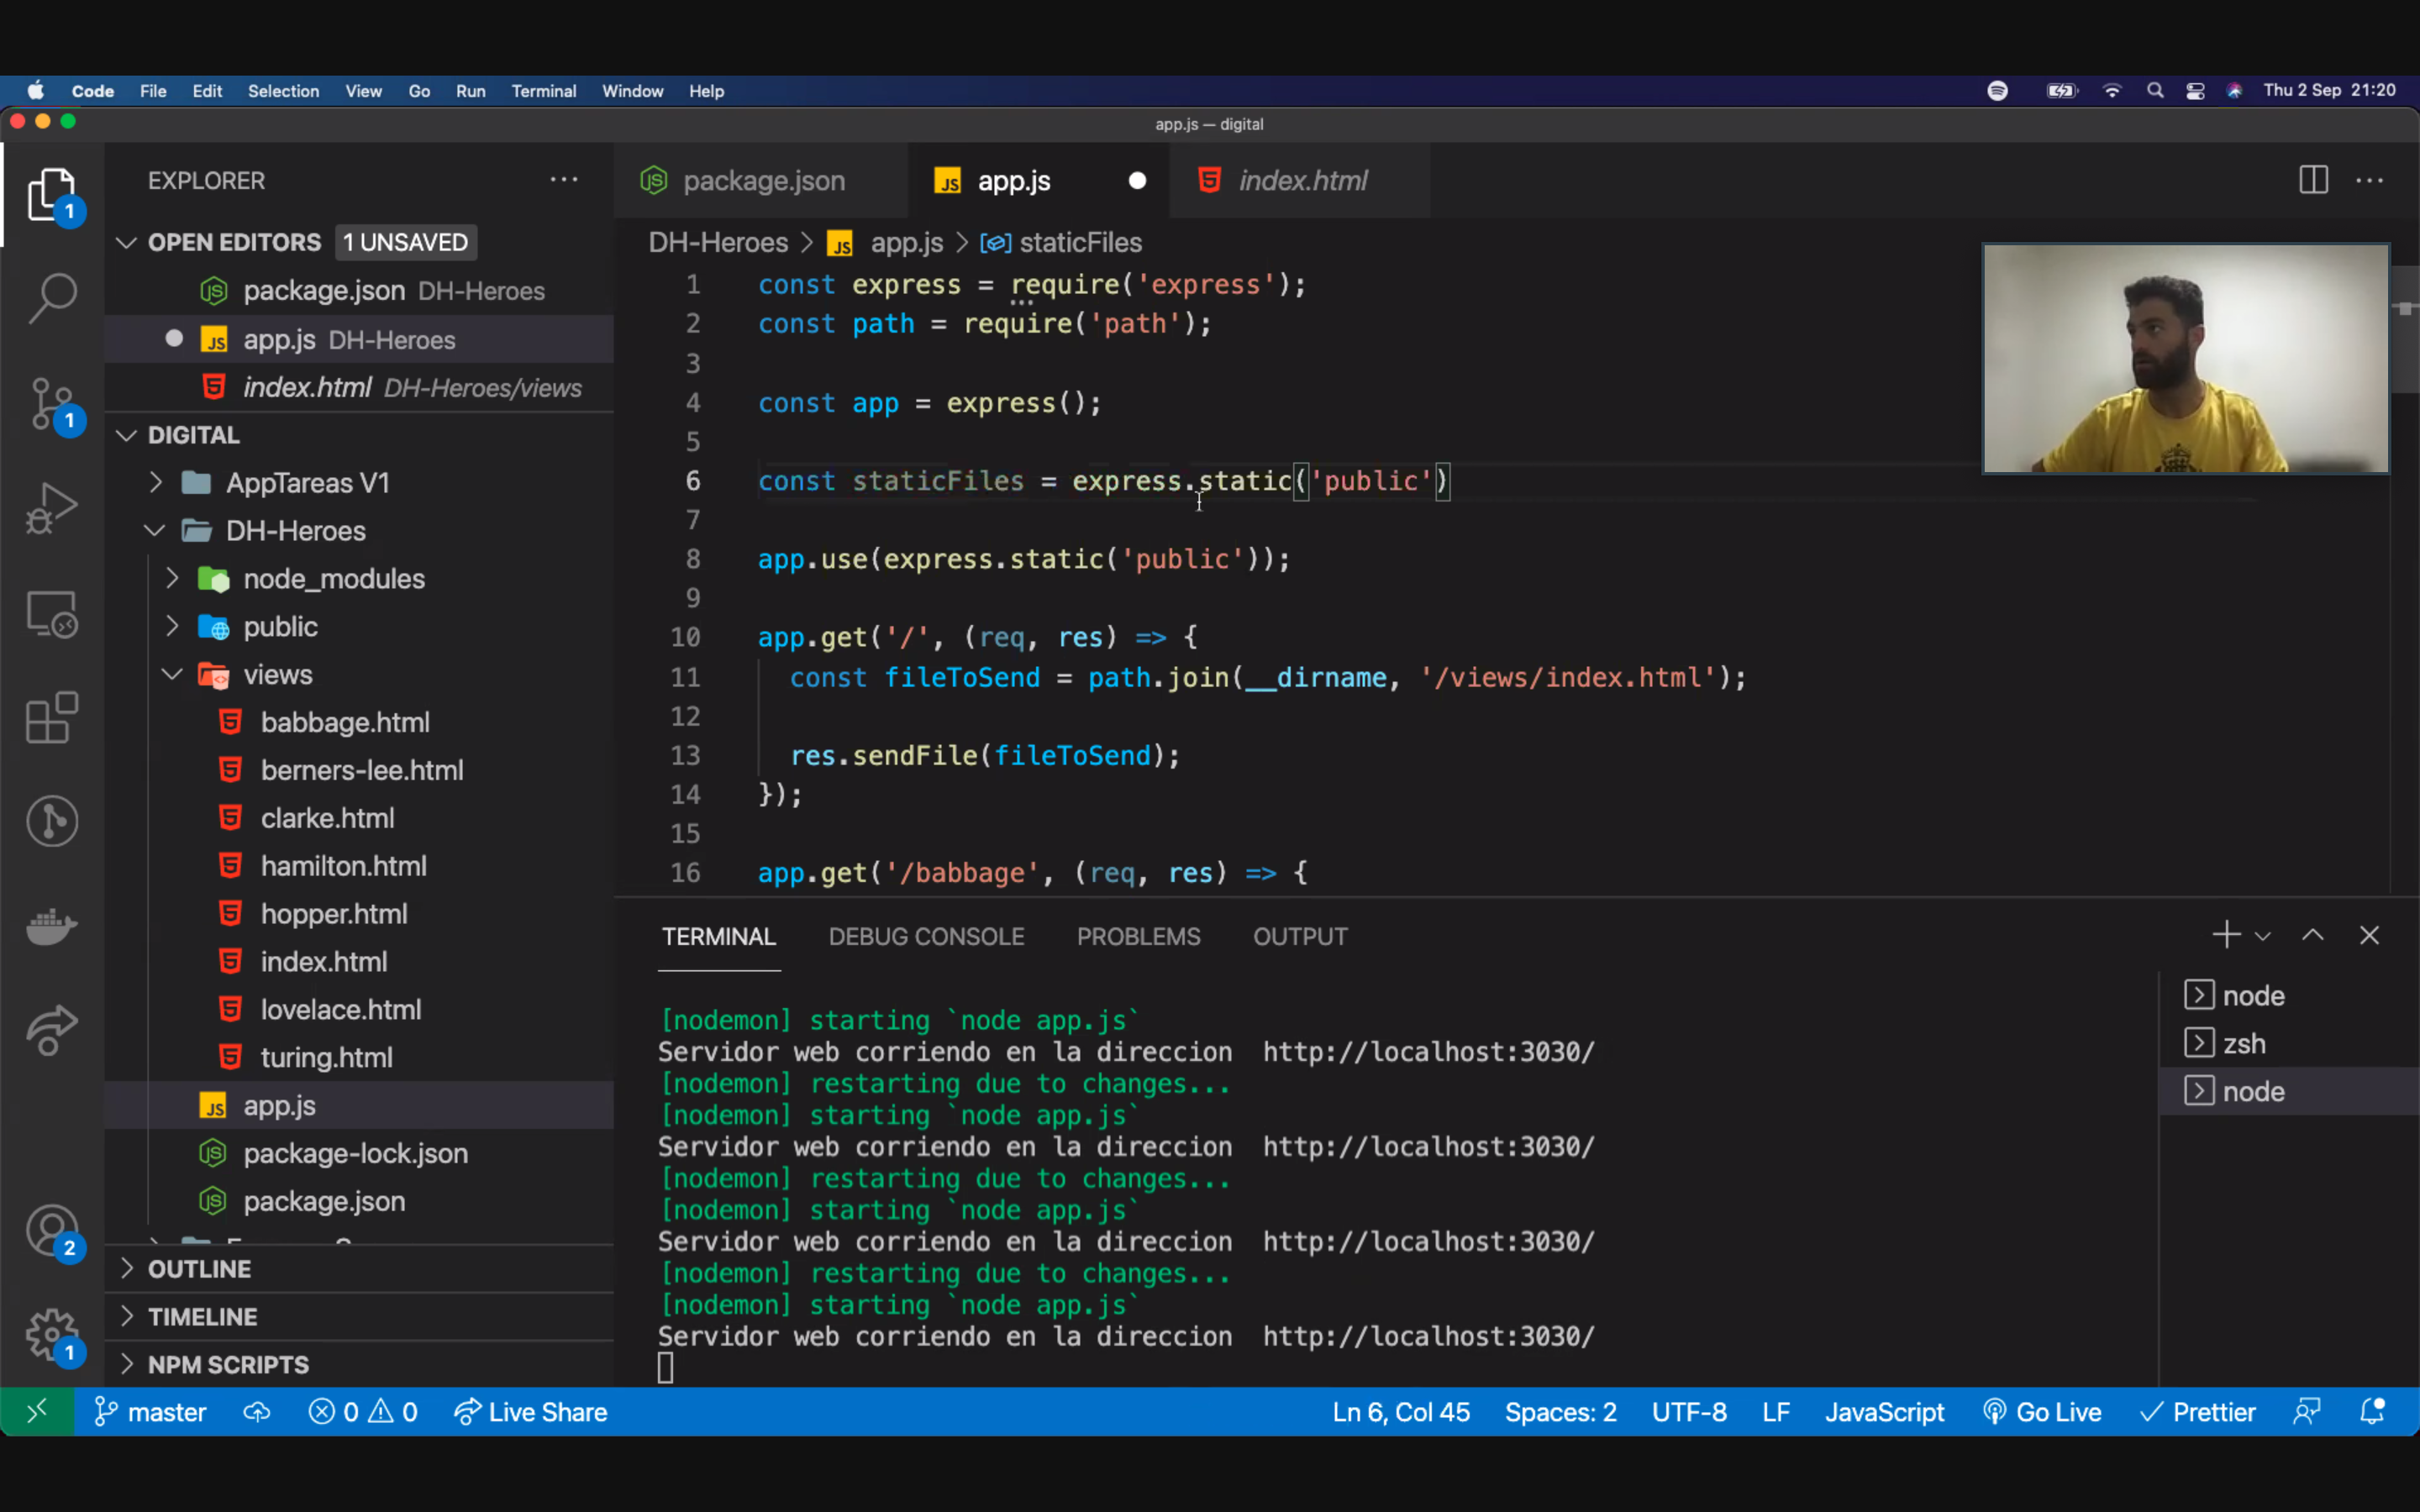 Code File Edit Selection View Go Run Terminal Window Help Thu 2 Sep 21:20
app.js — digital
EXPLORER
OPEN EDITORS 1 UNSAVED
package.json DH-Heroes
app.js DH-Heroes
index.html DH-Heroes/views
DIGITAL
AppTareas V1
DH-Heroes
node_modules
public
views
babbage.html
berners-lee.html
clarke.html
hamilton.html
hopper.html
index.html
lovelace.html
turing.html
app.js
package-lock.json
package.json
OUTLINE
TIMELINE
NPM SCRIPTS
1
1
2
1
package.json app.js index.html
DH-Heroes > JS app.js > staticFiles
1 const express = require('express');
2 const path = require('path');
3
4 const app = express();
5
6 const staticFiles = express.static('public')
7
8 app.use(express.static('public'));
9
10 app.get('/', (req, res) => {
11 const fileToSend = path.join(__dirname, '/views/index.html');
12
13 res.sendFile(fileToSend);
14 });
15
16 app.get('/babbage', (req, res) => {
TERMINAL DEBUG CONSOLE PROBLEMS OUTPUT
[nodemon] starting `node app.js`
Servidor web corriendo en la direccion http://localhost:3030/
[nodemon] restarting due to changes...
[nodemon] starting `node app.js`
Servidor web corriendo en la direccion http://localhost:3030/
[nodemon] restarting due to changes...
[nodemon] starting `node app.js`
Servidor web corriendo en la direccion http://localhost:3030/
[nodemon] restarting due to changes...
[nodemon] starting `node app.js`
Servidor web corriendo en la direccion http://localhost:3030/
node
zsh
node
master 0 0 Live Share Ln 6, Col 45 Spaces: 2 UTF-8 LF JavaScript Go Live Prettier